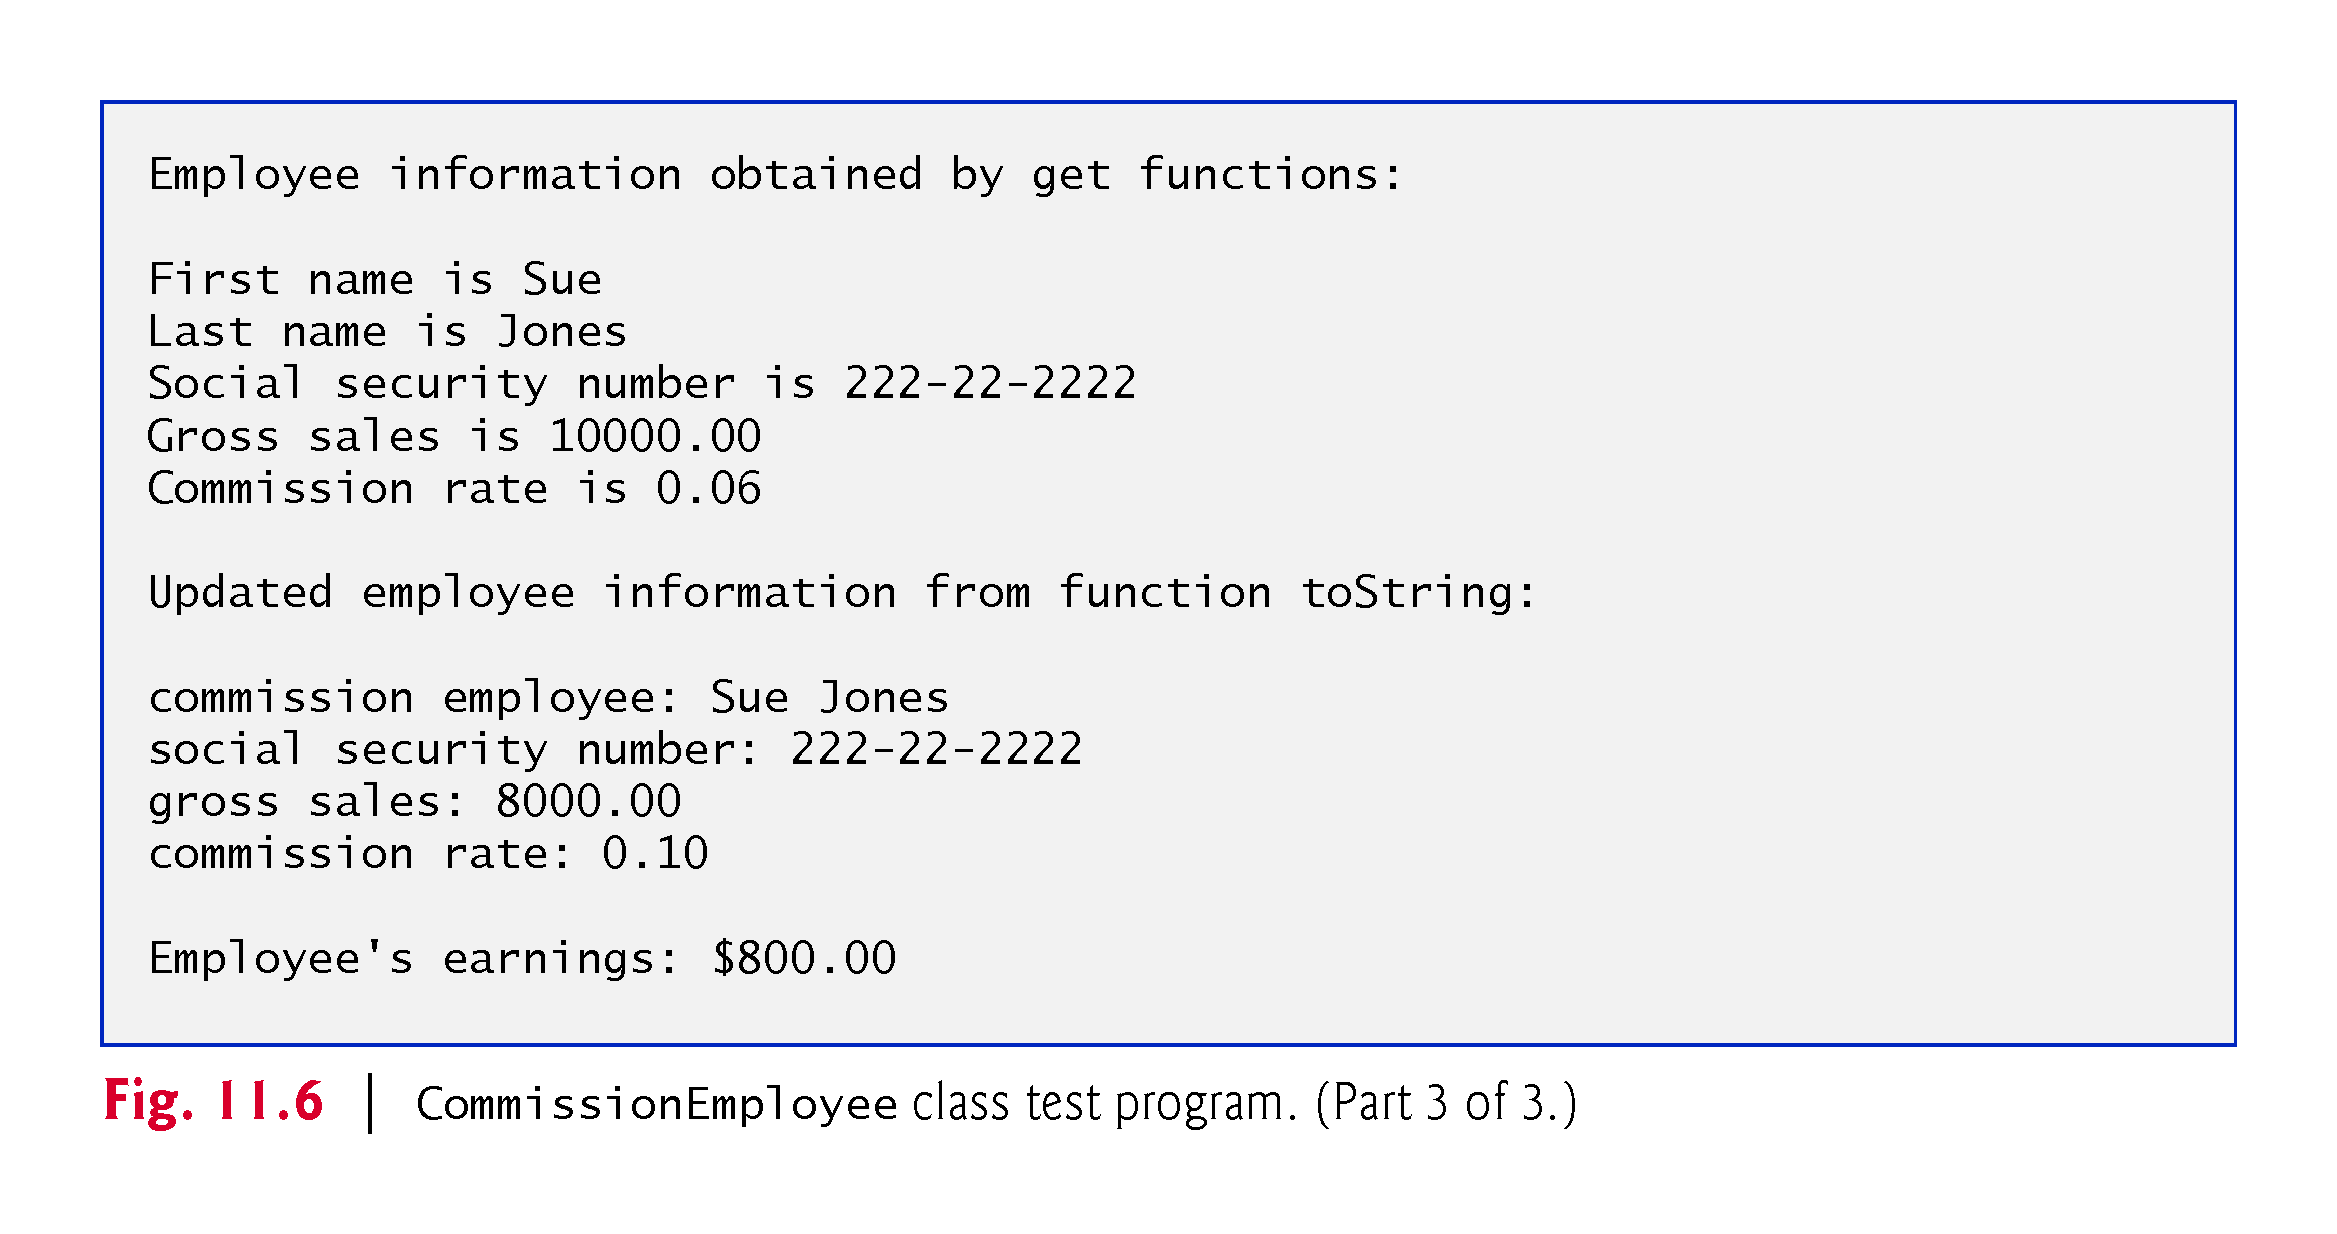 Employee information obtained by get functions:
First name is Sue
Last name is Jones
Social security number is 222-22-2222
Gross sales is 10000.00
Commission rate is 0.06
Updated employee information from function toString:
commission employee: Sue Jones
social security number: 222-22-2222
gross sales: 8000.00
commission rate: 0.10
Employee's earnings: $800.00
Fig. 11.6 | CommissionEmployee class test program. (Part 3 of 3.)